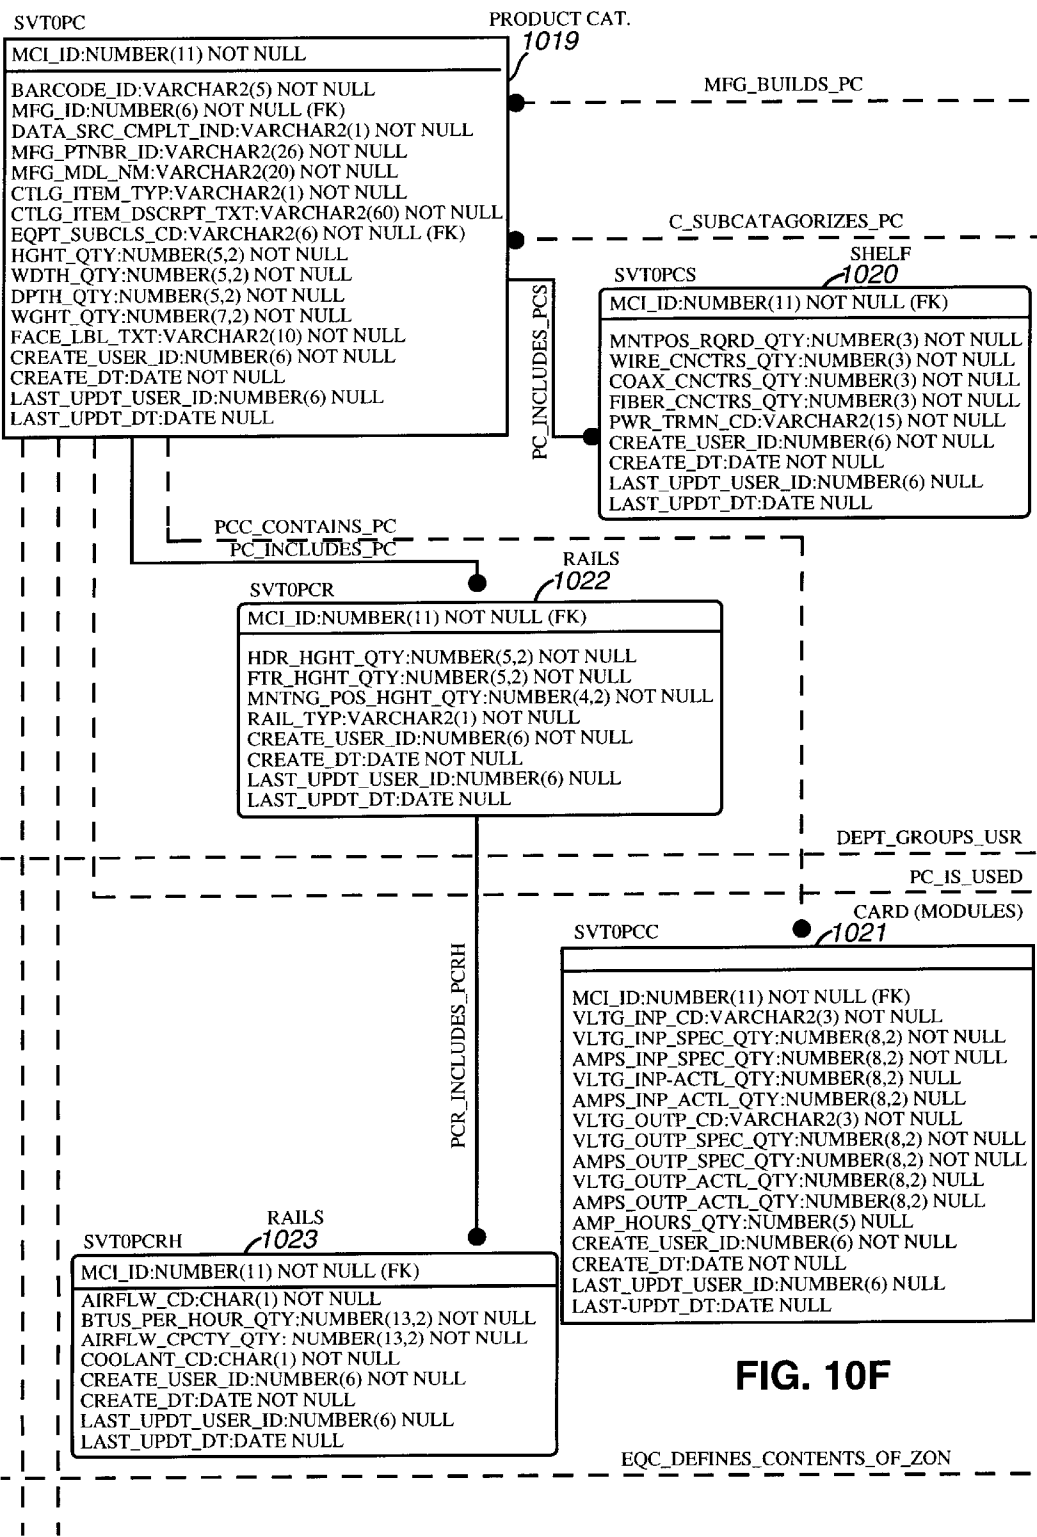 SVT0PC
PRODUCT CAT.
1019
MCI_ID:NUMBER(11) NOT NULL
BARCODE_ID:VARCHAR2(5) NOT NULL
MFG_ID:NUMBER(6) NOT NULL (FK)
DATA_SRC_CMPLT_IND:VARCHAR2(1) NOT NULL
MFG_PTNBR_ID:VARCHAR2(26) NOT NULL
MFG_MDL_NM:VARCHAR2(20) NOT NULL
CTLG_ITEM_TYP:VARCHAR2(1) NOT NULL
CTLG_ITEM_DSCRPT_TXT:VARCHAR2(60) NOT NULL
EQPT_SUBCLS_CD:VARCHAR2(6) NOT NULL (FK)
HGHT_QTY:NUMBER(5,2) NOT NULL
WDTH_QTY:NUMBER(5,2) NOT NULL
DPTH_QTY:NUMBER(5,2) NOT NULL
WGHT_QTY:NUMBER(7,2) NOT NULL
FACE_LBL_TXT:VARCHAR2(10) NOT NULL
CREATE_USER_ID:NUMBER(6) NOT NULL
CREATE_DT:DATE NOT NULL
LAST_UPDT_USER_ID:NUMBER(6) NULL
LAST_UPDT_DT:DATE NULL
MFG_BUILDS_PC
C_SUBCATAGORIZES_PC
PC_INCLUDES_PCS
SVT0PCS
SHELF
1020
MCI_ID:NUMBER(11) NOT NULL (FK)
MNTPOS_RQRD_QTY:NUMBER(3) NOT NULL
WIRE_CNCTRS_QTY:NUMBER(3) NOT NULL
COAX_CNCTRS_QTY:NUMBER(3) NOT NULL
FIBER_CNCTRS_QTY:NUMBER(3) NOT NULL
PWR_TRMN_CD:VARCHAR2(15) NOT NULL
CREATE_USER_ID:NUMBER(6) NOT NULL
CREATE_DT:DATE NOT NULL
LAST_UPDT_USER_ID:NUMBER(6) NULL
LAST_UPDT_DT:DATE NULL
PCC_CONTAINS_PC
PC_INCLUDES_PC
SVT0PCR
RAILS
1022
MCI_ID:NUMBER(11) NOT NULL (FK)
HDR_HGHT_QTY:NUMBER(5,2) NOT NULL
FTR_HGHT_QTY:NUMBER(5,2) NOT NULL
MNTNG_POS_HGHT_QTY:NUMBER(4,2) NOT NULL
RAIL_TYP:VARCHAR2(1) NOT NULL
CREATE_USER_ID:NUMBER(6) NOT NULL
CREATE_DT:DATE NOT NULL
LAST_UPDT_USER_ID:NUMBER(6) NULL
LAST_UPDT_DT:DATE NULL
DEPT_GROUPS_USR
PC_IS_USED
PCR_INCLUDES_PCRH
SVT0PCC
CARD (MODULES)
1021
MCI_ID:NUMBER(11) NOT NULL (FK)
VLTG_INP_CD:VARCHAR2(3) NOT NULL
VLTG_INP_SPEC_QTY:NUMBER(8,2) NOT NULL
AMPS_INP_SPEC_QTY:NUMBER(8,2) NOT NULL
VLTG_INP-ACTL_QTY:NUMBER(8,2) NULL
AMPS_INP_ACTL_QTY:NUMBER(8,2) NULL
VLTG_OUTP_CD:VARCHAR2(3) NOT NULL
VLTG_OUTP_SPEC_QTY:NUMBER(8,2) NOT NULL
AMPS_OUTP_SPEC_QTY:NUMBER(8,2) NOT NULL
VLTG_OUTP_ACTL_QTY:NUMBER(8,2) NULL
AMPS_OUTP_ACTL_QTY:NUMBER(8,2) NULL
AMP_HOURS_QTY:NUMBER(5) NULL
CREATE_USER_ID:NUMBER(6) NOT NULL
CREATE_DT:DATE NOT NULL
LAST_UPDT_USER_ID:NUMBER(6) NULL
LAST-UPDT_DT:DATE NULL
SVT0PCRH
RAILS
1023
MCI_ID:NUMBER(11) NOT NULL (FK)
AIRFLW_CD:CHAR(1) NOT NULL
BTUS_PER_HOUR_QTY:NUMBER(13,2) NOT NULL
AIRFLW_CPCTY_QTY: NUMBER(13,2) NOT NULL
COOLANT_CD:CHAR(1) NOT NULL
CREATE_USER_ID:NUMBER(6) NOT NULL
CREATE_DT:DATE NOT NULL
LAST_UPDT_USER_ID:NUMBER(6) NULL
LAST_UPDT_DT:DATE NULL
FIG. 10F
EQC_DEFINES_CONTENTS_OF_ZON